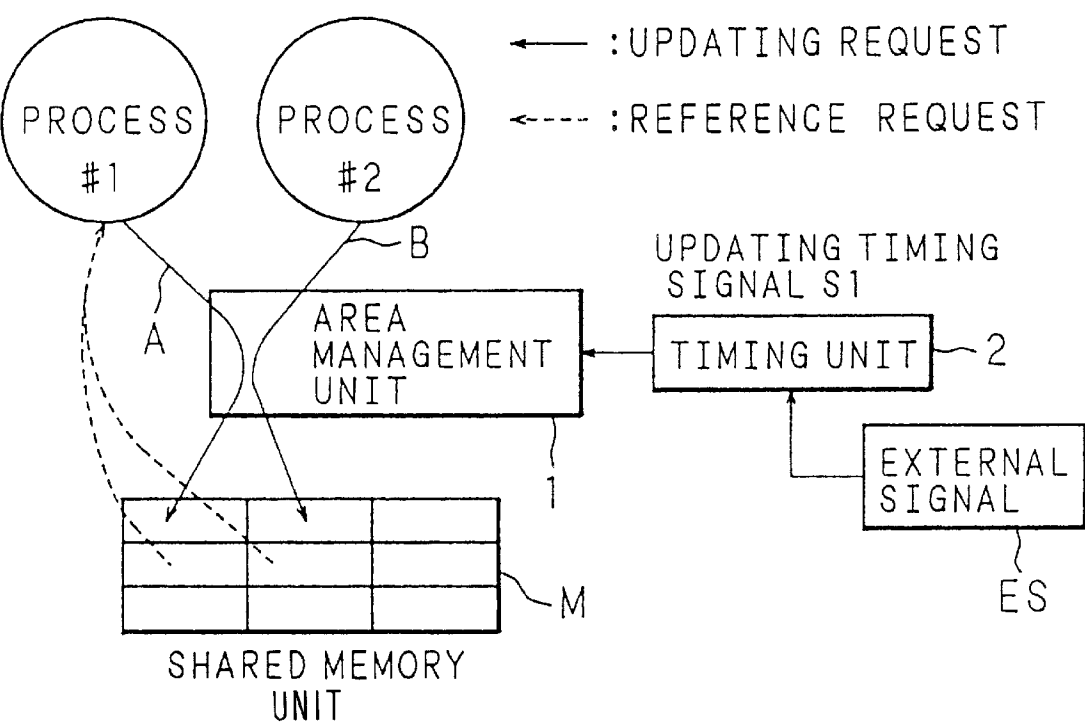 PROCESS
#1
PROCESS
#2
:UPDATING REQUEST
:REFERENCE REQUEST
A
B
UPDATING TIMING
SIGNAL S1
AREA
MANAGEMENT
UNIT
TIMING UNIT
2
1
EXTERNAL
SIGNAL
ES
M
SHARED MEMORY
UNIT